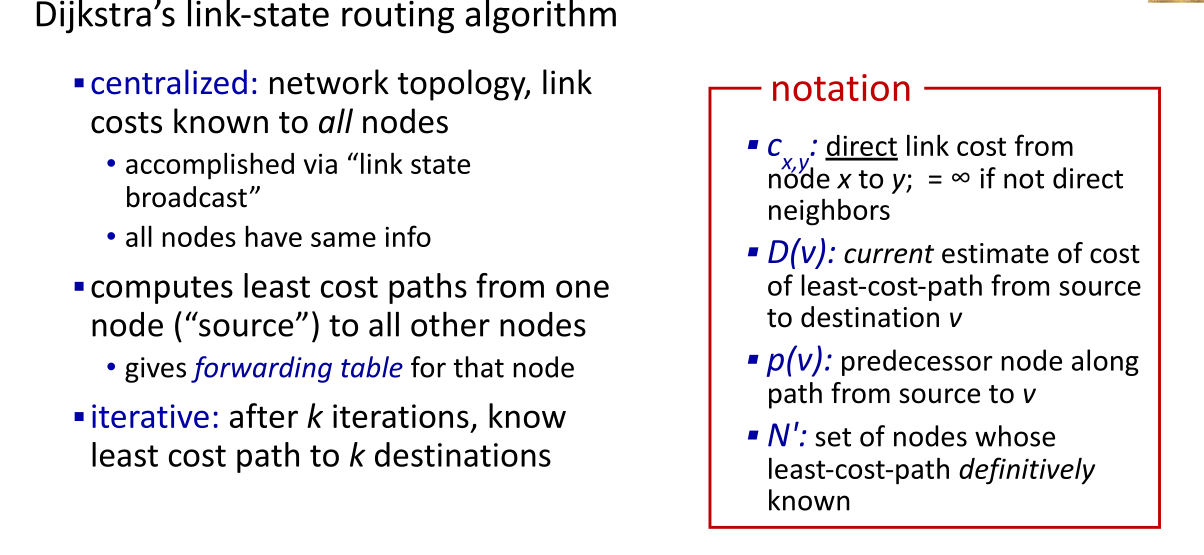 Dijkstra’s link-state routing algorithm
▪ centralized: network topology, link
costs known to all nodes
• accomplished via “link state
broadcast”
• all nodes have same info
▪ computes least cost paths from one
node (“source”) to all other nodes
• gives forwarding table for that node
▪ iterative: after k iterations, know
least cost path to k destinations
notation
▪ cx,y: direct link cost from
node x to y; = ∞ if not direct
neighbors
▪ D(v): current estimate of cost
of least-cost-path from source
to destination v
▪ p(v): predecessor node along
path from source to v
▪ N': set of nodes whose
least-cost-path definitively
known